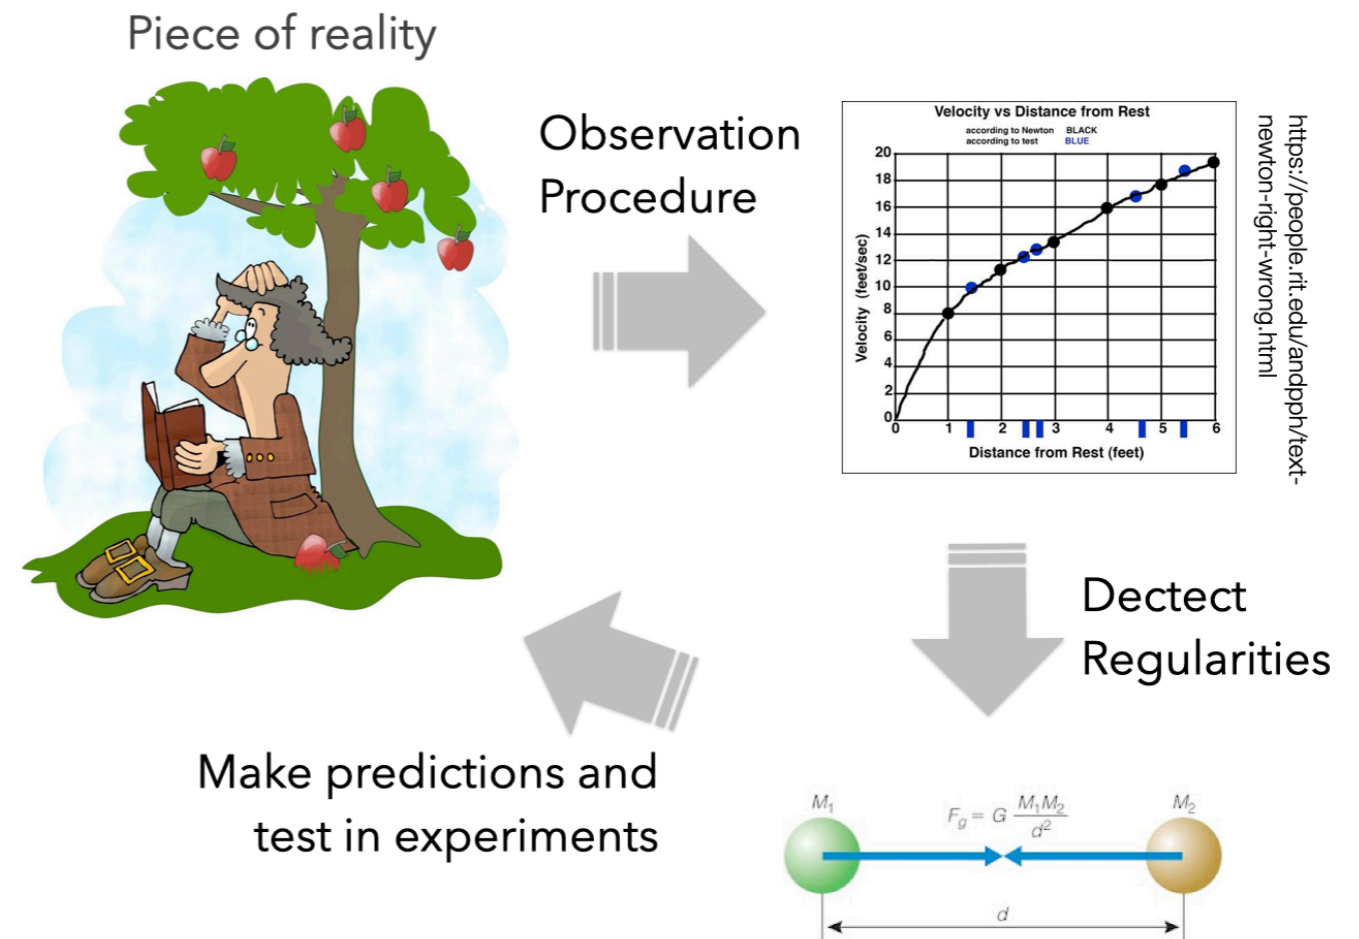 Piece of reality
Observation
Procedure
Velocity vs Distance from Rest
according to Newton BLACK
according to test BLUE
Velocity (feet/sec)
20
18
16
14
12
10
8
6
4
2
0
0 1 2 3 4 5 6
Distance from Rest (feet)
https://people.rit.edu/andpph/text-
newton-right-wrong.html
Dectect
Regularities
Make predictions and
test in experiments
M₁
F_g = G M₁M₂/d²
M₂
d